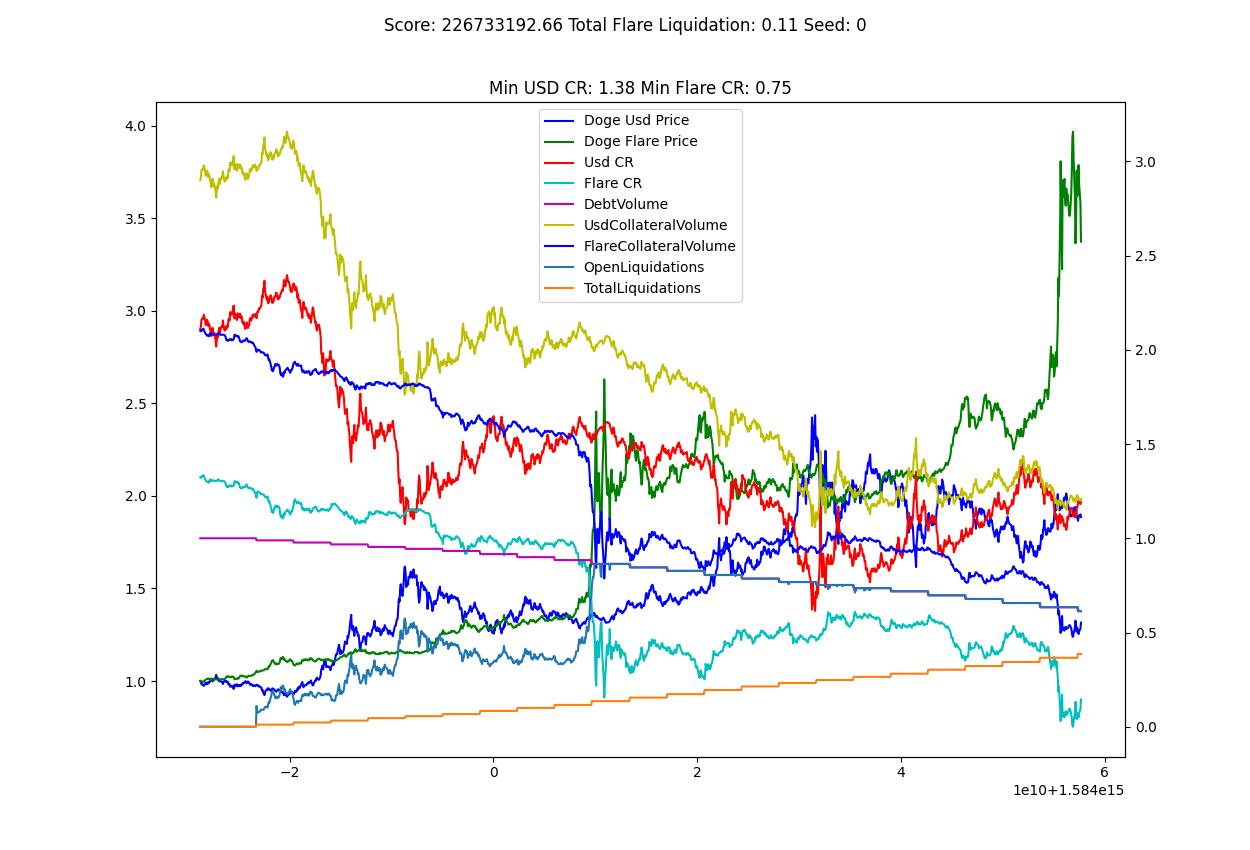 Score: 226733192.66 Total Flare Liquidation: 0.11 Seed: 0
Min USD CR: 1.38 Min Flare CR: 0.75
Doge Usd Price
Doge Flare Price
Usd CR
Flare CR
DebtVolume
UsdCollateralVolume
FlareCollateralVolume
OpenLiquidations
TotalLiquidations
4.0
3.5
3.0
2.5
2.0
1.5
1.0
3.0
2.5
2.0
1.5
1.0
0.5
0.0
−2 0 2 4 6
1e10+1.584e15